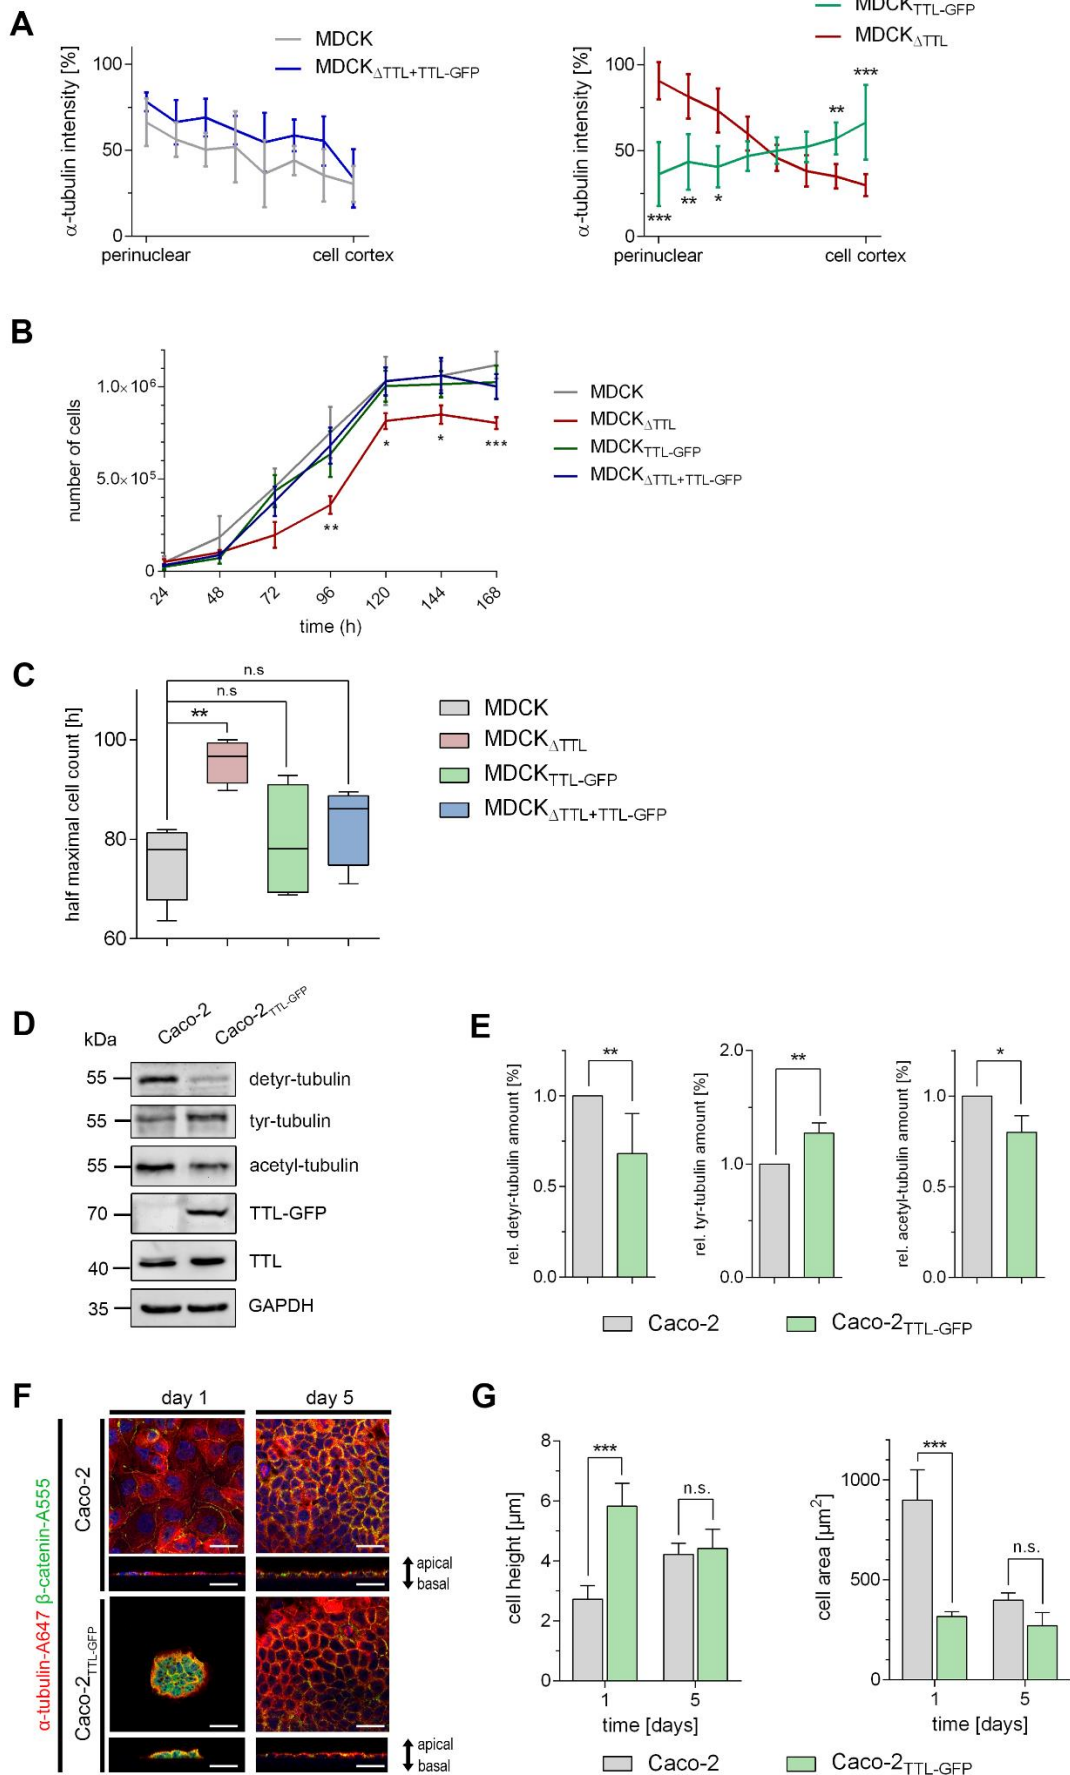 A
α-tubulin intensity [%]
100
50
0
perinuclear
cell cortex
MDCK
MDCKΔTTL+TTL-GFP
α-tubulin intensity [%]
100
50
0
perinuclear
cell cortex
MDCKTTL-GFP
MDCKΔTTL
***
**
*
**
***
B
number of cells
1.0×10⁶
5.0×10⁵
0
24
48
72
96
120
144
168
time (h)
**
*
*
***
MDCK
MDCKΔTTL
MDCKTTL-GFP
MDCKΔTTL+TTL-GFP
C
half maximal cell count [h]
100
80
60
n.s
n.s
**
MDCK
MDCKΔTTL
MDCKTTL-GFP
MDCKΔTTL+TTL-GFP
D
kDa
Caco-2
Caco-2TTL-GFP
55
detyr-tubulin
55
tyr-tubulin
55
acetyl-tubulin
70
TTL-GFP
40
TTL
35
GAPDH
E
rel. detyr-tubulin amount [%]
1.0
0.5
0.0
**
rel. tyr-tubulin amount [%]
2.0
1.0
0.0
**
rel. acetyl-tubulin amount [%]
1.0
0.5
0.0
*
Caco-2
Caco-2TTL-GFP
F
day 1
day 5
α-tubulin-A647 β-catenin-A555
Caco-2
apical
basal
Caco-2TTL-GFP
apical
basal
G
cell height [µm]
8
6
4
2
0
***
n.s.
1
5
time [days]
cell area [µm²]
1000
500
0
***
n.s.
1
5
time [days]
Caco-2
Caco-2TTL-GFP